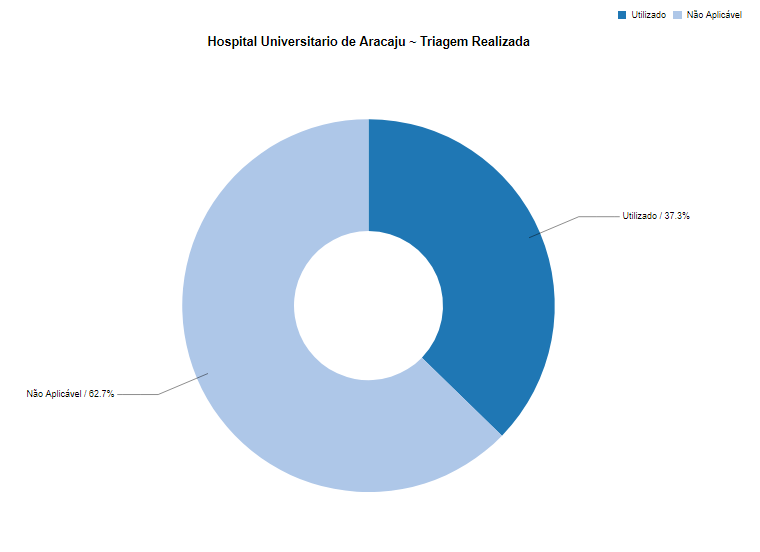 Utilizado Não Aplicável
Hospital Universitario de Aracaju ~ Triagem Realizada
Utilizado / 37.3%
Não Aplicável / 62.7%